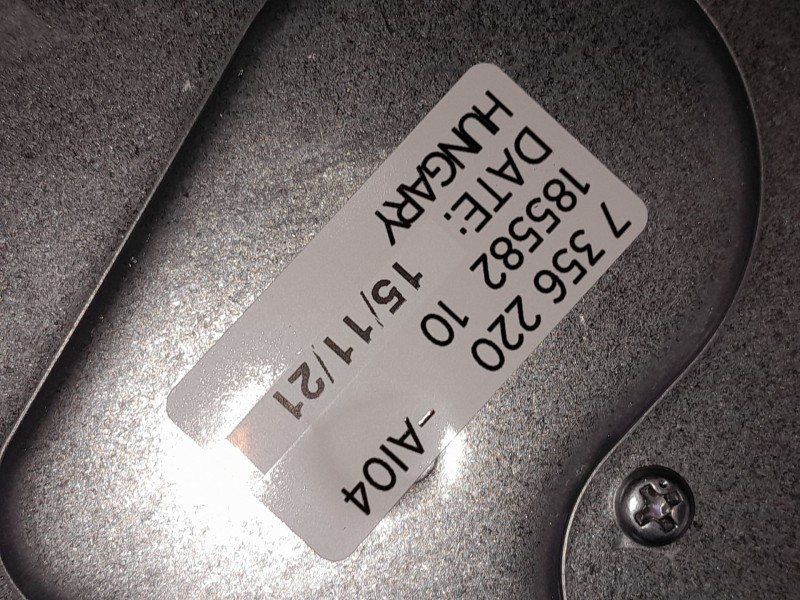 7 356 220 -AI04
185582 10
DATE: 15/11/21
HUNGARY